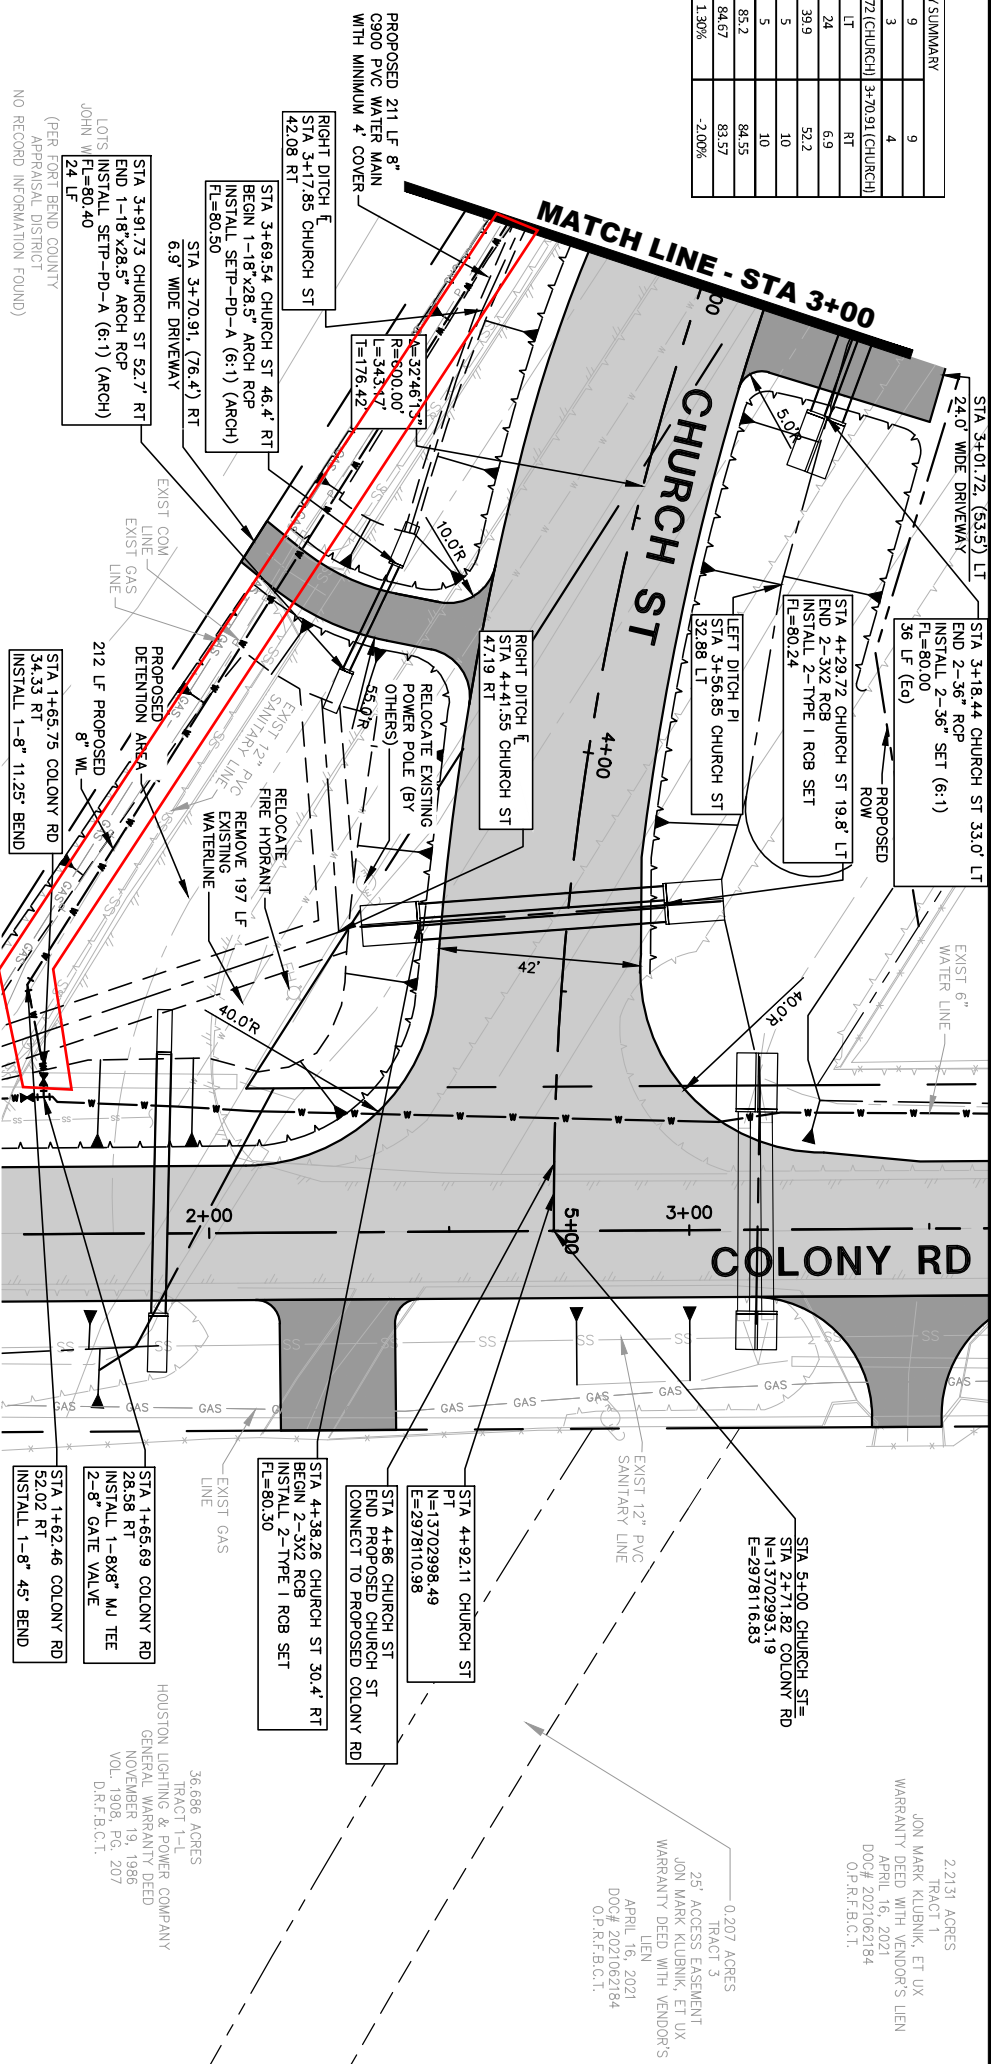 Y SUMMARY
9 9
3 4
72 (CHURCH) 3+70.91 (CHURCH)
LT RT
24 6.9
39.9 52.2
5 10
5 10
85.2 84.55
84.67 83.57
1.30% -2.00%
STA 3+01.72, (53.5') LT
24.0' WIDE DRIVEWAY
STA 3+18.44 CHURCH ST 33.0' LT
END 2-36" RCP
INSTALL 2-36" SET (6:1)
FL=80.00
36 LF (Eq)
PROPOSED
ROW
STA 4+29.72 CHURCH ST 19.8' LT
END 2-3X2 RCB
INSTALL 2-TYPE I RCB SET
FL=80.24
LEFT DITCH PI
STA 3+56.85 CHURCH ST
32.88 LT
EXIST 6"
WATER LINE
5.0'R
40.0'R
MATCH LINE - STA 3+00
CHURCH ST
00
4+00
5+00
42'
PROPOSED 211 LF 8"
C900 PVC WATER MAIN
WITH MINIMUM 4' COVER
RIGHT DITCH ℄
STA 3+17.85 CHURCH ST
42.08 RT
Δ=32°46'13"
R=600.00'
L=343.17'
T=176.42'
10.0'R
STA 3+69.54 CHURCH ST 46.4' RT
BEGIN 1-18"x28.5" ARCH RCP
INSTALL SETP-PD-A (6:1) (ARCH)
FL=80.50
STA 3+70.91, (76.4') RT
6.9' WIDE DRIVEWAY
STA 3+91.73 CHURCH ST 52.7' RT
END 1-18"x28.5" ARCH RCP
INSTALL SETP-PD-A (6:1) (ARCH)
FL=80.40
24 LF
LOTS
JOHN W
(PER FORT BEND COUNTY
APPRAISAL DISTRICT
NO RECORD INFORMATION FOUND)
RIGHT DITCH ℄
STA 4+41.55 CHURCH ST
47.19 RT
RELOCATE EXISTING
POWER POLE (BY
OTHERS)
55.0'R
RELOCATE
FIRE HYDRANT
REMOVE 197 LF
EXISTING
WATERLINE
40.0'R
EXIST COM
LINE
EXIST GAS
LINE
EXIST 12" PVC
SANITARY LINE
PROPOSED
DETENTION AREA
212 LF PROPOSED
8" WL
STA 1+65.75 COLONY RD
34.33 RT
INSTALL 1-8" 11.25° BEND
2+00
3+00
COLONY RD
SS SS SS SS SS
GAS GAS GAS GAS GAS GAS GAS GAS
EXIST GAS
LINE
EXIST 12" PVC
SANITARY LINE
STA 5+00 CHURCH ST=
STA 2+71.82 COLONY RD
N=13702993.19
E=2978116.83
STA 4+92.11 CHURCH ST
PT
N=13702998.49
E=2978110.98
STA 4+86 CHURCH ST
END PROPOSED CHURCH ST
CONNECT TO PROPOSED COLONY RD
STA 4+38.26 CHURCH ST 30.4' RT
BEGIN 2-3X2 RCB
INSTALL 2-TYPE I RCB SET
FL=80.30
STA 1+65.69 COLONY RD
28.58 RT
INSTALL 1-8X8" MJ TEE
2-8" GATE VALVE
STA 1+62.46 COLONY RD
52.02 RT
INSTALL 1-8" 45° BEND
2.2131 ACRES
TRACT 1
JON MARK KLUBNIK, ET UX
WARRANTY DEED WITH VENDOR'S LIEN
APRIL 16, 2021
DOC# 2021062184
O.P.R.F.B.C.T.
0.207 ACRES
TRACT 3
25' ACCESS EASEMENT
JON MARK KLUBNIK, ET UX
WARRANTY DEED WITH VENDOR'S
LIEN
APRIL 16, 2021
DOC# 2021062184
O.P.R.F.B.C.T.
36.686 ACRES
TRACT 1-L
HOUSTON LIGHTING & POWER COMPANY
GENERAL WARRANTY DEED
NOVEMBER 19, 1986
VOL. 1908, PG. 207
D.R.F.B.C.T.